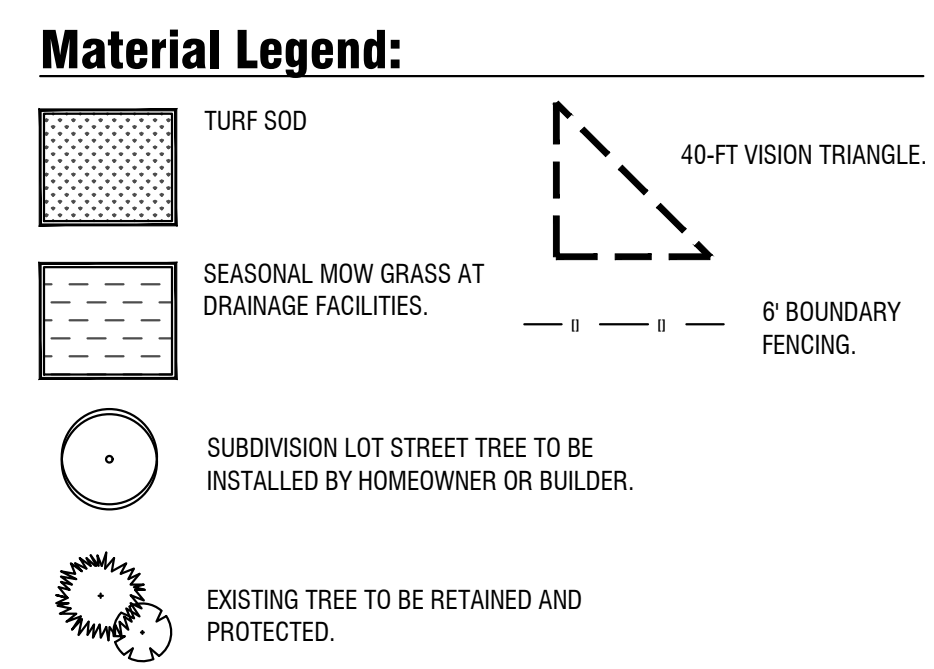 Material Legend:
TURF SOD
SEASONAL MOW GRASS AT
DRAINAGE FACILITIES.
SUBDIVISION LOT STREET TREE TO BE
INSTALLED BY HOMEOWNER OR BUILDER.
EXISTING TREE TO BE RETAINED AND
PROTECTED.
40-FT VISION TRIANGLE.
6' BOUNDARY
FENCING.